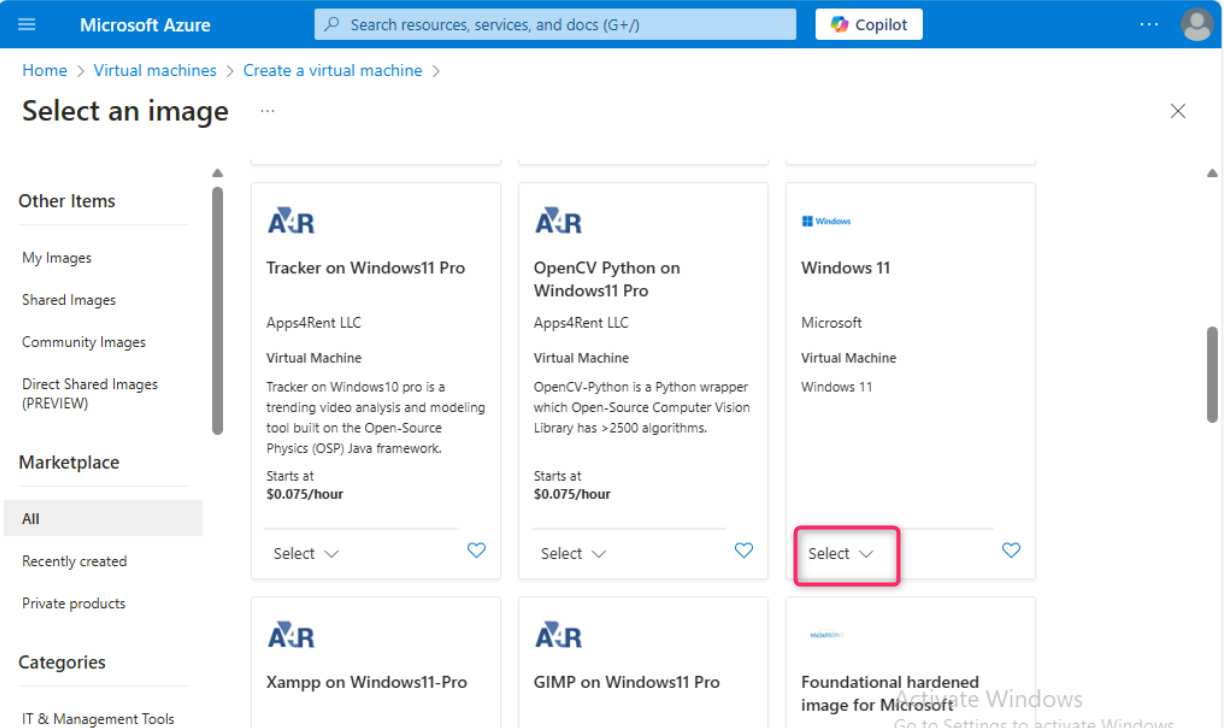 Microsoft Azure
Search resources, services, and docs (G+/)
Copilot
Home > Virtual machines > Create a virtual machine >
Select an image
Other Items
My Images
Shared Images
Community Images
Direct Shared Images
(PREVIEW)
Marketplace
All
Recently created
Private products
Categories
IT & Management Tools
A4R
Tracker on Windows11 Pro
Apps4Rent LLC
Virtual Machine
Tracker on Windows10 pro is a
trending video analysis and modeling
tool built on the Open-Source
Physics (OSP) Java framework.
Starts at
$0.075/hour
Select
A4R
OpenCV Python on
Windows11 Pro
Apps4Rent LLC
Virtual Machine
OpenCV-Python is a Python wrapper
which Open-Source Computer Vision
Library has >2500 algorithms.
Starts at
$0.075/hour
Select
Windows
Windows 11
Microsoft
Virtual Machine
Windows 11
Select
A4R
Xampp on Windows11-Pro
A4R
GIMP on Windows11 Pro
Foundational hardened
image for Microsoft
Activate Windows
Go to Settings to activate Windows.